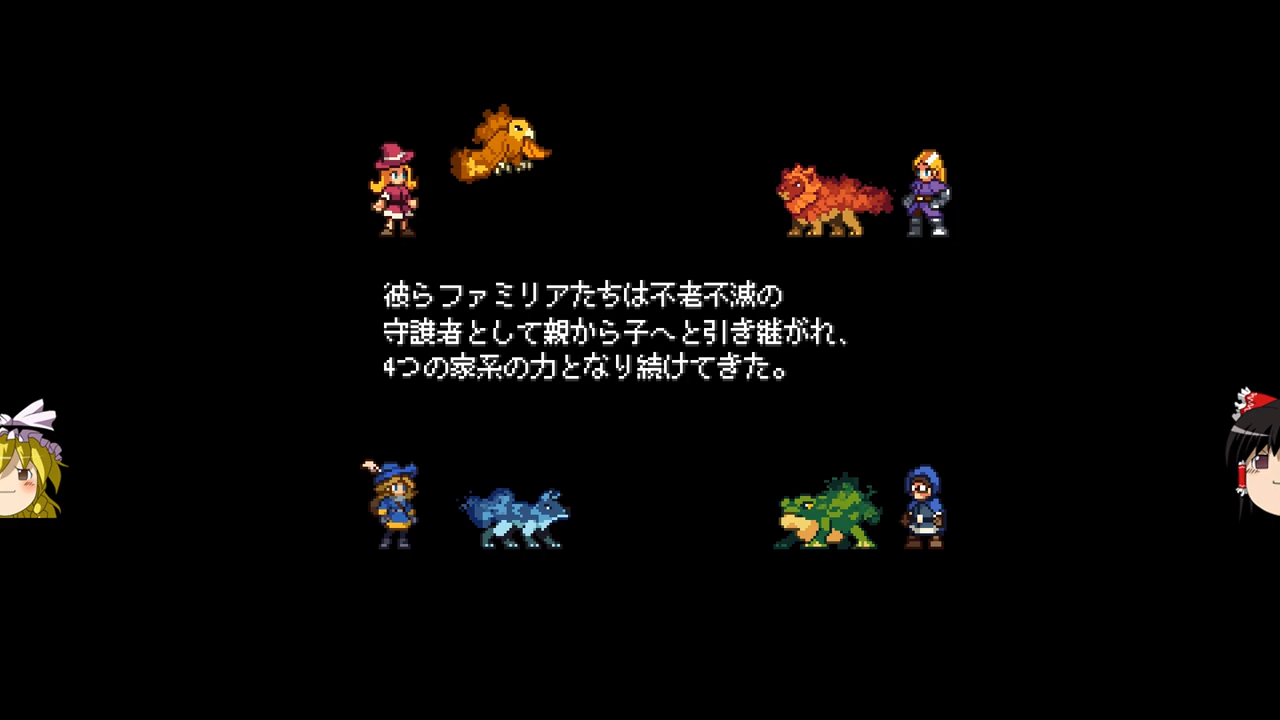 彼らファミリアたちは不老不滅の
守護者として親から子へと引き継がれ、
4つの家系の力となり続けてきた。